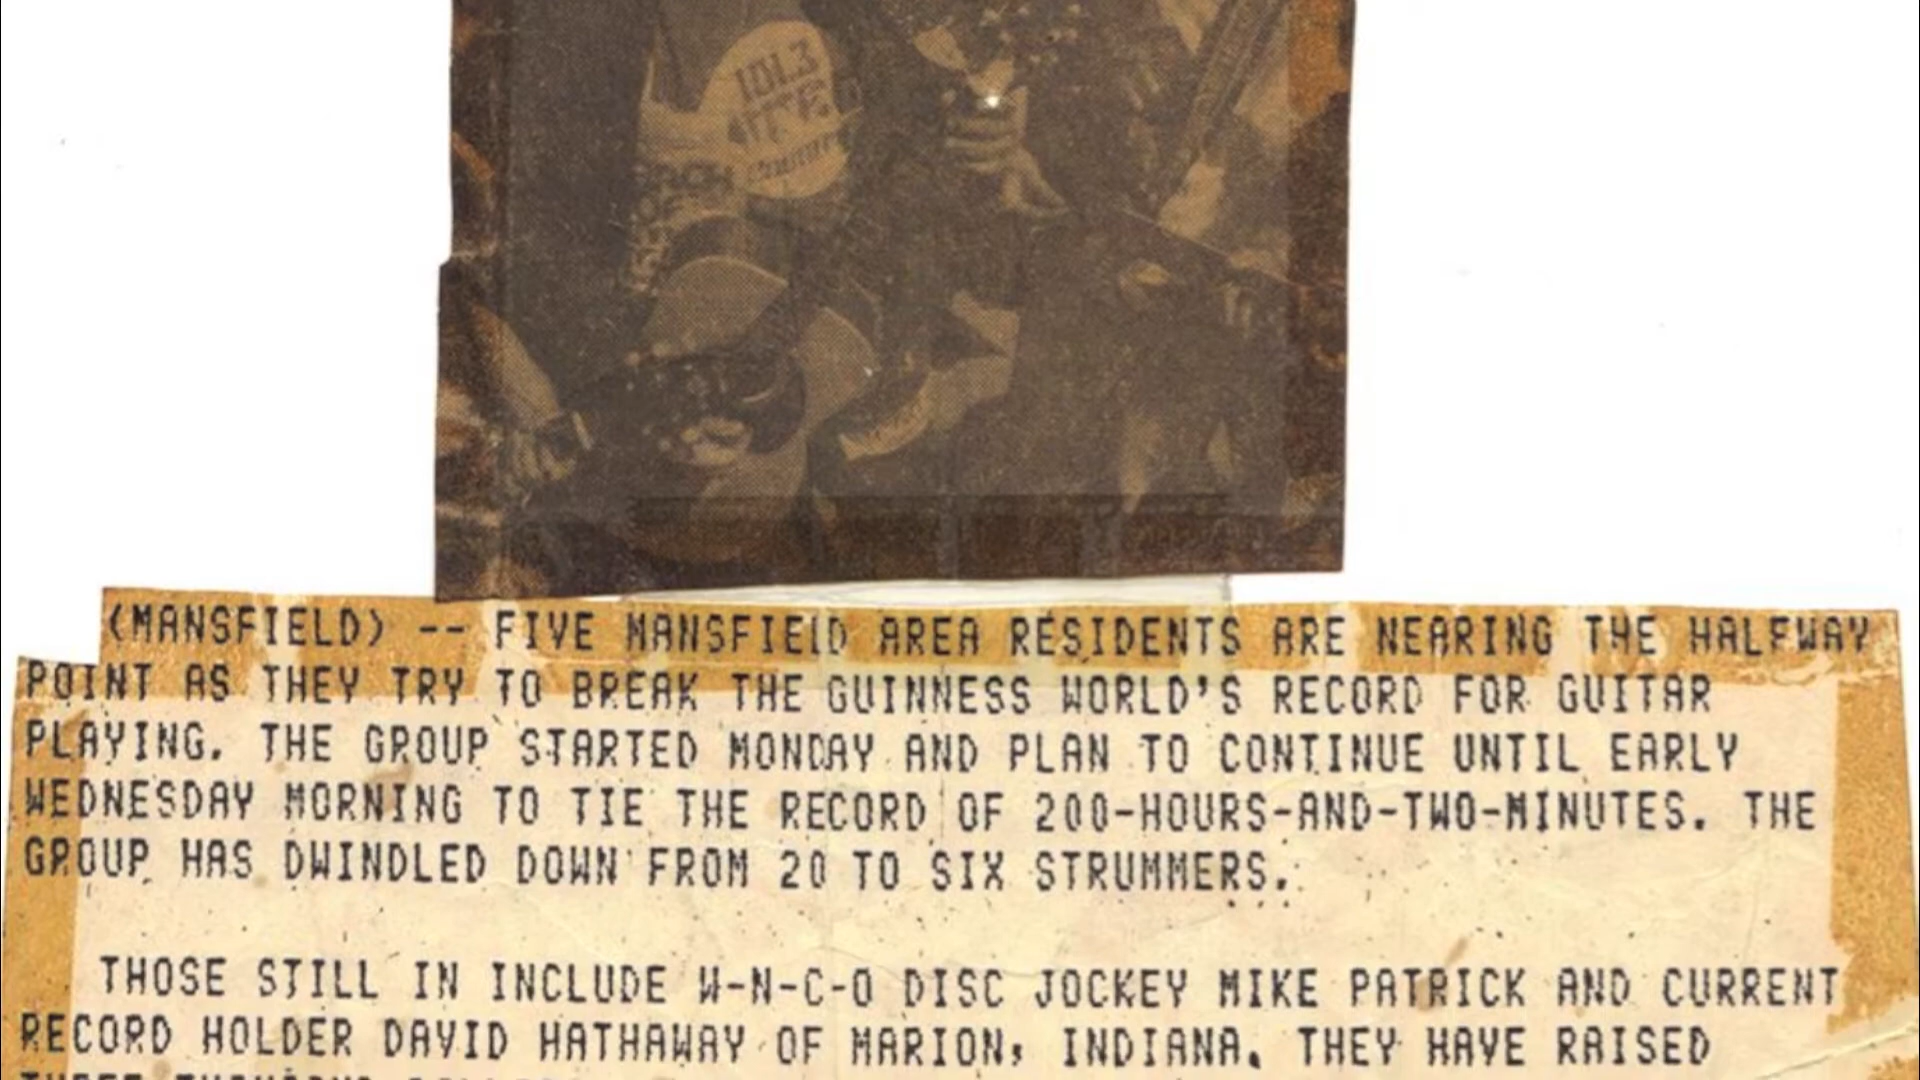 101.3
(MANSFIELD) -- FIVE MANSFIELD AREA RESIDENTS ARE NEARING THE HALFWAY
POINT AS THEY TRY TO BREAK THE GUINNESS WORLD'S RECORD FOR GUITAR
PLAYING. THE GROUP STARTED MONDAY AND PLAN TO CONTINUE UNTIL EARLY
WEDNESDAY MORNING TO TIE THE RECORD OF 200-HOURS-AND-TWO-MINUTES. THE
GROUP HAS DWINDLED DOWN FROM 20 TO SIX STRUMMERS.
THOSE STILL IN INCLUDE W-N-C-O DISC JOCKEY MIKE PATRICK AND CURRENT
RECORD HOLDER DAVID HATHAWAY OF MARION, INDIANA. THEY HAVE RAISED